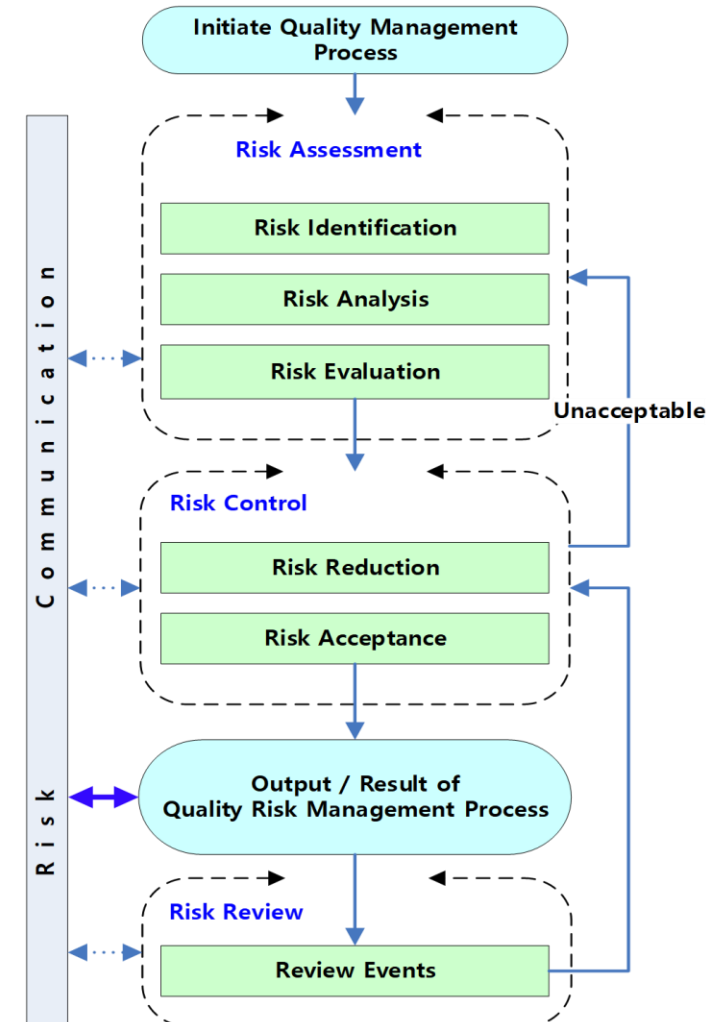 Initiate Quality Management
Process
Risk Assessment
Risk Identification
Risk Analysis
Risk Evaluation
Unacceptable
Risk Control
Risk Reduction
Risk Acceptance
Output / Result of
Quality Risk Management Process
Risk Review
Review Events
Risk Communication